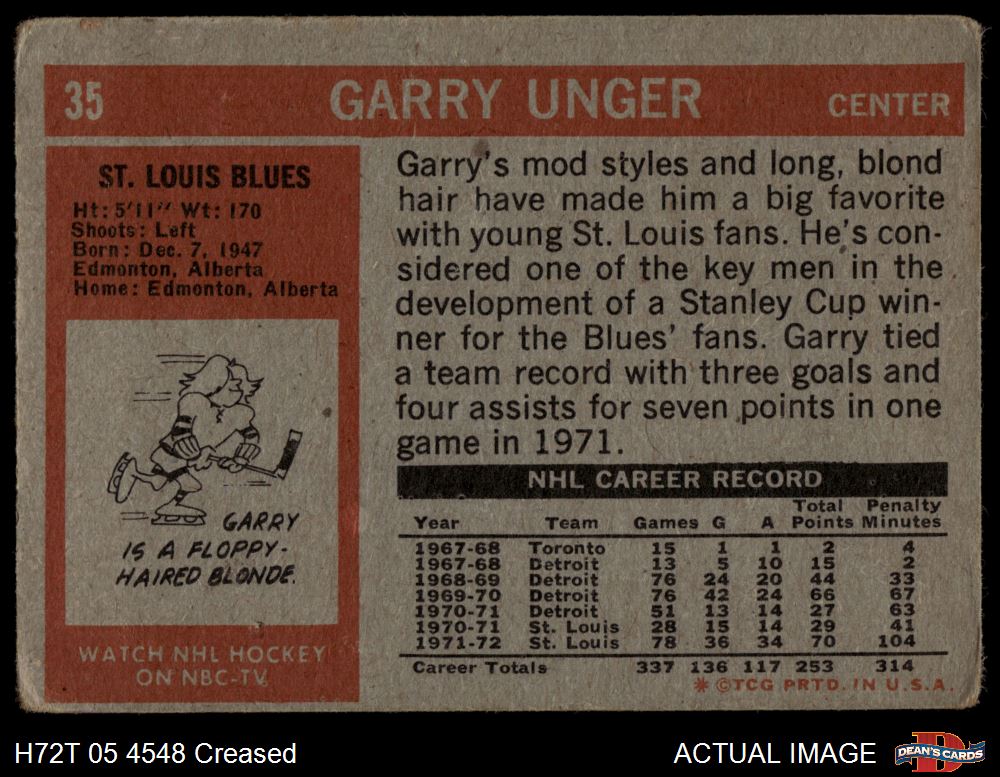 35 GARRY UNGER CENTER
ST. LOUIS BLUES
Ht: 5'11" Wt: 170
Shoots: Left
Born: Dec. 7, 1947
Edmonton, Alberta
Home: Edmonton, Alberta
GARRY
IS A FLOPPY-
HAIRED BLONDE.
WATCH NHL HOCKEY
ON NBC-TV
Garry's mod styles and long, blond
hair have made him a big favorite
with young St. Louis fans. He's con-
sidered one of the key men in the
development of a Stanley Cup win-
ner for the Blues' fans. Garry tied
a team record with three goals and
four assists for seven points in one
game in 1971.
NHL CAREER RECORD
Year Team Games G A Total Points Penalty Minutes
1967-68 Toronto 15 1 1 2 4
1967-68 Detroit 13 5 10 15 2
1968-69 Detroit 76 24 20 44 33
1969-70 Detroit 76 42 24 66 67
1970-71 Detroit 51 13 14 27 63
1970-71 St. Louis 28 15 14 29 41
1971-72 St. Louis 78 36 34 70 104
Career Totals 337 136 117 253 314
* ©TCG PRTD. IN U.S.A.
H72T 05 4548 Creased
ACTUAL IMAGE
DEAN'S CARDS